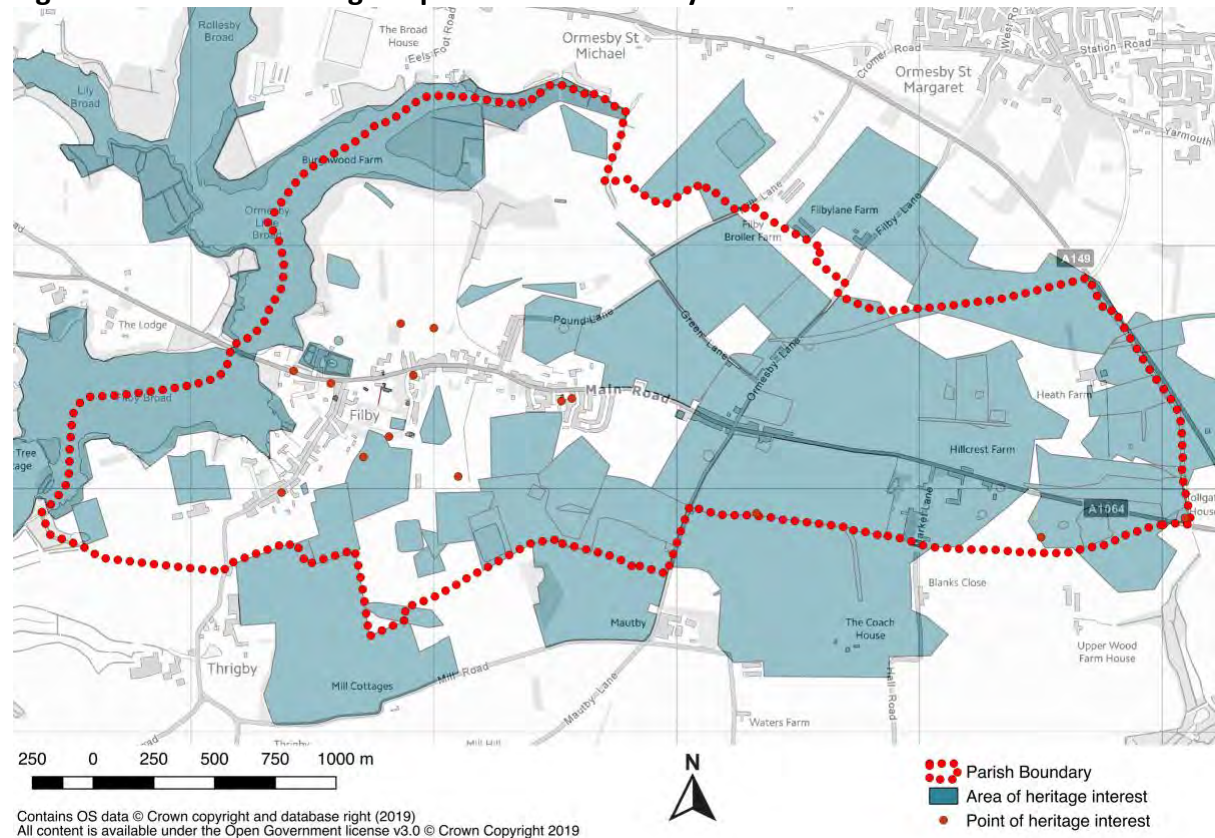 Rollesby
Broad
The Broad
House
Eels Foot Road
Ormesby St
Michael
Cromer Road
West Road
Station Road
Ormesby St
Margaret
Yarmouth
Lily
Broad
Burghwood Farm
Ormesby
Little
Broad
Filby
Broiler Farm
Filbylane Farm
Filby Lane
A149
The Lodge
Pound Lane
Green Lane
Ormesby Lane
Main Road
Heath Farm
Filby Broad
Filby
Tree
Hillcrest Farm
Market Lane
Tollgate
House
A1064
Blanks Close
Mautby
The Coach
House
Upper Wood
Farm House
Thrigby
Mill Cottages
Mill Road
Mautby Lane
Hall Road
Waters Farm
Thrigby
Mill Hill
250 0 250 500 750 1000 m
N
Parish Boundary
Area of heritage interest
Point of heritage interest
Contains OS data © Crown copyright and database right (2019)
All content is available under the Open Government license v3.0 © Crown Copyright 2019